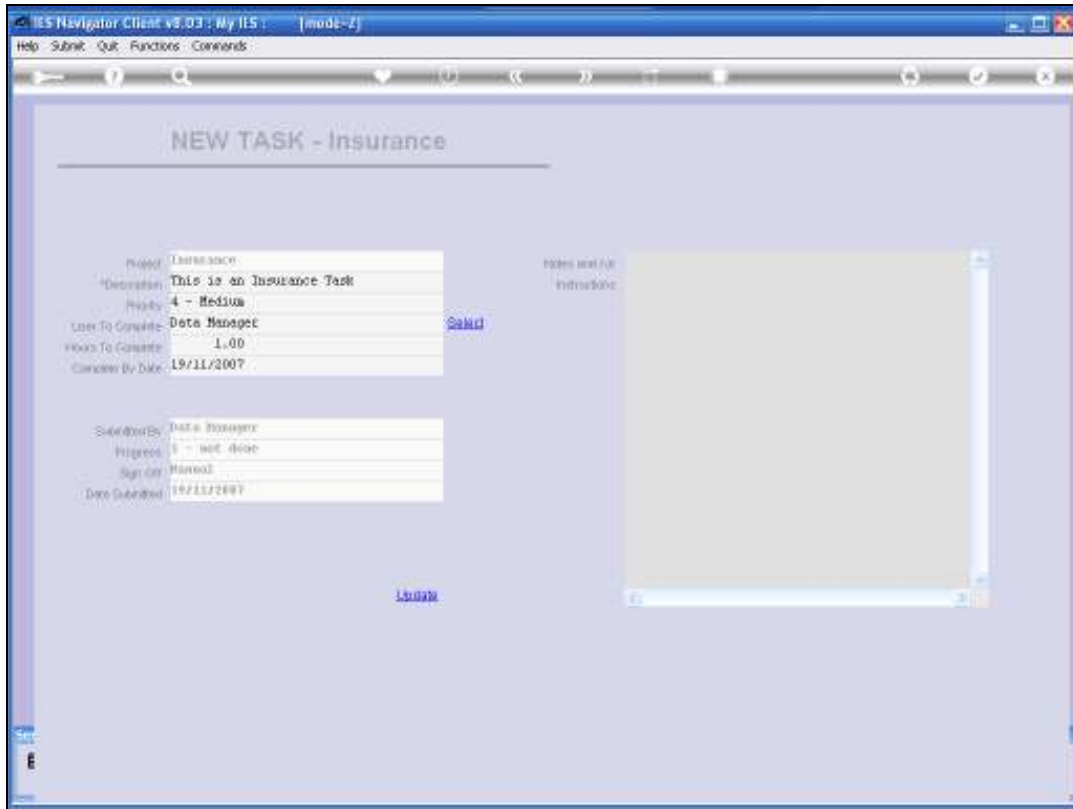 IES Navigator Client v8.03 : My IES : [mode-Z]
Help Submit Quit Functions Commands
NEW TASK - Insurance
Project Insurance
*Description This is an Insurance Task
Priority 4 - Medium
User To Complete Data Manager Select
Hours To Complete 1.00
Complete By Date 19/11/2007
Notes and / or
Instructions
Submitted By Data Manager
Progress - not done
Sign Off Manual
Date Submitted 19/11/2007
Update